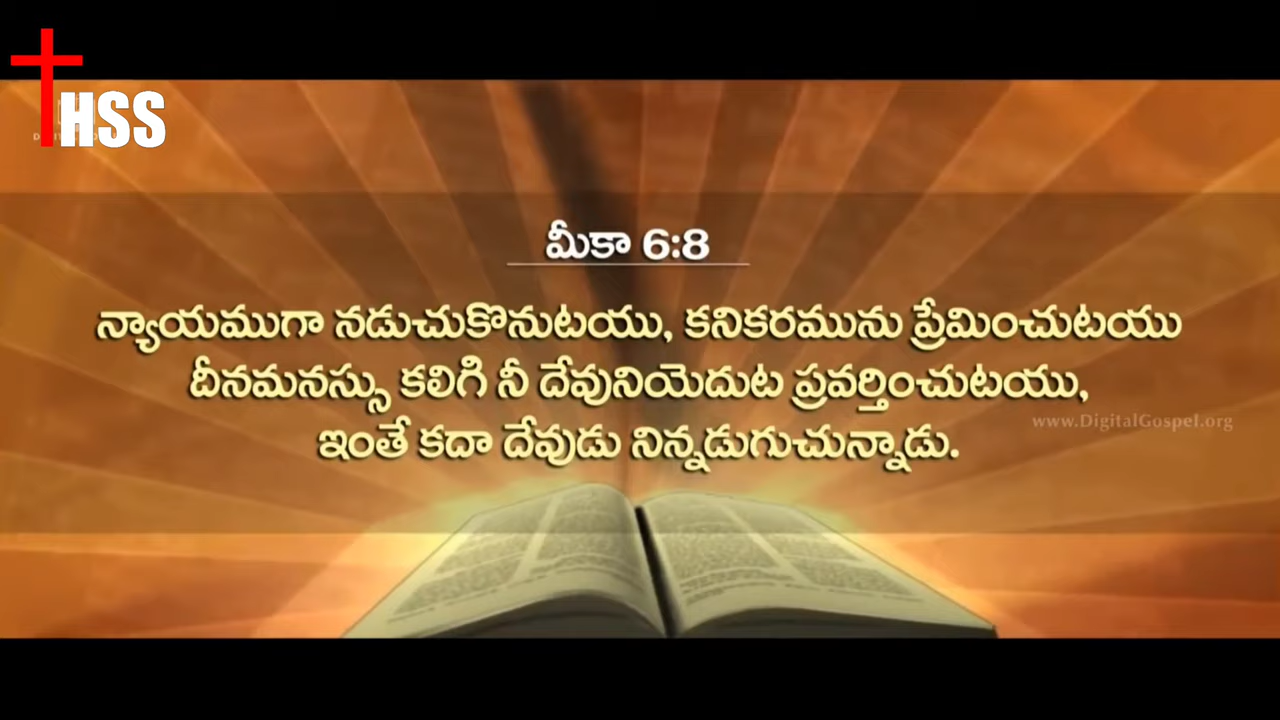 HSS
మీకా 6:8
న్యాయముగా నడుచుకొనుటయు, కనికరమును ప్రేమించుటయు
దీనమనస్సు కలిగి నీ దేవునియెదుట ప్రవర్తించుటయు,
ఇంతే కదా దేవుడు నిన్నడుగుచున్నాడు.
www.DigitalGospel.org